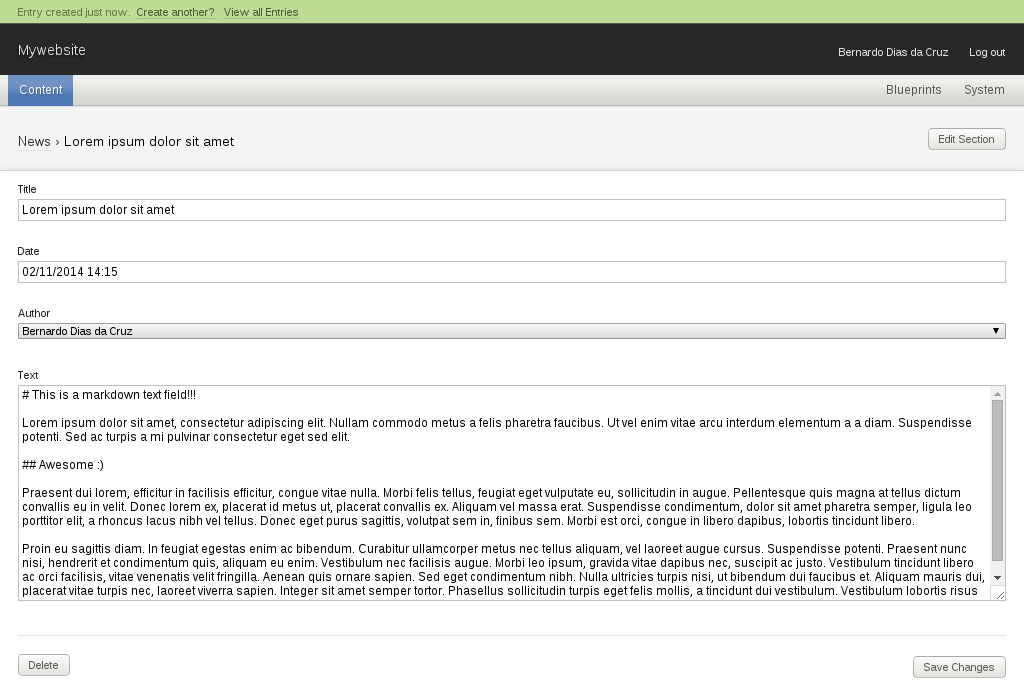 Entry created just now. Create another? View all Entries
Mywebsite
Bernardo Dias da Cruz Log out
Content Blueprints System
News › Lorem ipsum dolor sit amet
Edit Section
Title
Lorem ipsum dolor sit amet
Date
02/11/2014 14:15
Author
Bernardo Dias da Cruz
Text
# This is a markdown text field!!!
Lorem ipsum dolor sit amet, consectetur adipiscing elit. Nullam commodo metus a felis pharetra faucibus. Ut vel enim vitae arcu interdum elementum a a diam. Suspendisse
potenti. Sed ac turpis a mi pulvinar consectetur eget sed elit.
## Awesome :)
Praesent dui lorem, efficitur in facilisis efficitur, congue vitae nulla. Morbi felis tellus, feugiat eget vulputate eu, sollicitudin in augue. Pellentesque quis magna at tellus dictum
convallis eu in velit. Donec lorem ex, placerat id metus ut, placerat convallis ex. Aliquam vel massa erat. Suspendisse condimentum, dolor sit amet pharetra semper, ligula leo
porttitor elit, a rhoncus lacus nibh vel tellus. Donec eget purus sagittis, volutpat sem in, finibus sem. Morbi est orci, congue in libero dapibus, lobortis tincidunt libero.
Proin eu sagittis diam. In feugiat egestas enim ac bibendum. Curabitur ullamcorper metus nec tellus aliquam, vel laoreet augue cursus. Suspendisse potenti. Praesent nunc
nisi, hendrerit et condimentum quis, aliquam eu enim. Vestibulum nec facilisis augue. Morbi leo ipsum, gravida vitae dapibus nec, suscipit ac justo. Vestibulum tincidunt libero
ac orci facilisis, vitae venenatis velit fringilla. Aenean quis ornare sapien. Sed eget condimentum nibh. Nulla ultricies turpis nisi, ut bibendum dui faucibus et. Aliquam mauris dui,
placerat vitae turpis nec, laoreet viverra sapien. Integer sit amet semper tortor. Phasellus sollicitudin turpis eget felis mollis, a tincidunt dui vestibulum. Vestibulum lobortis risus
Delete Save Changes